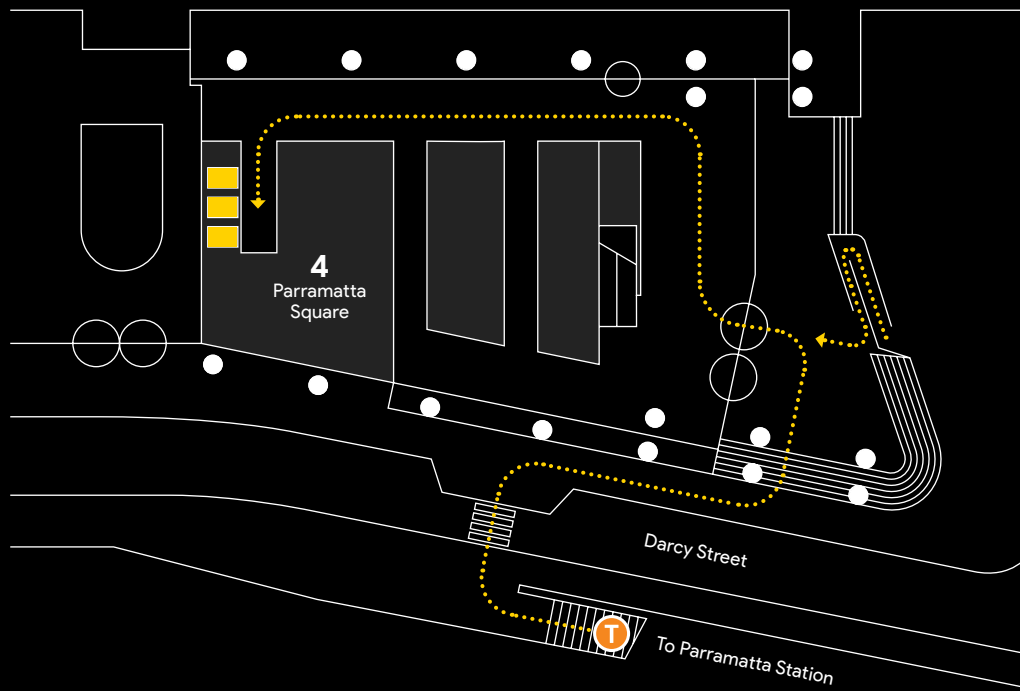 4
Parramatta
Square
Darcy Street
T
To Parramatta Station